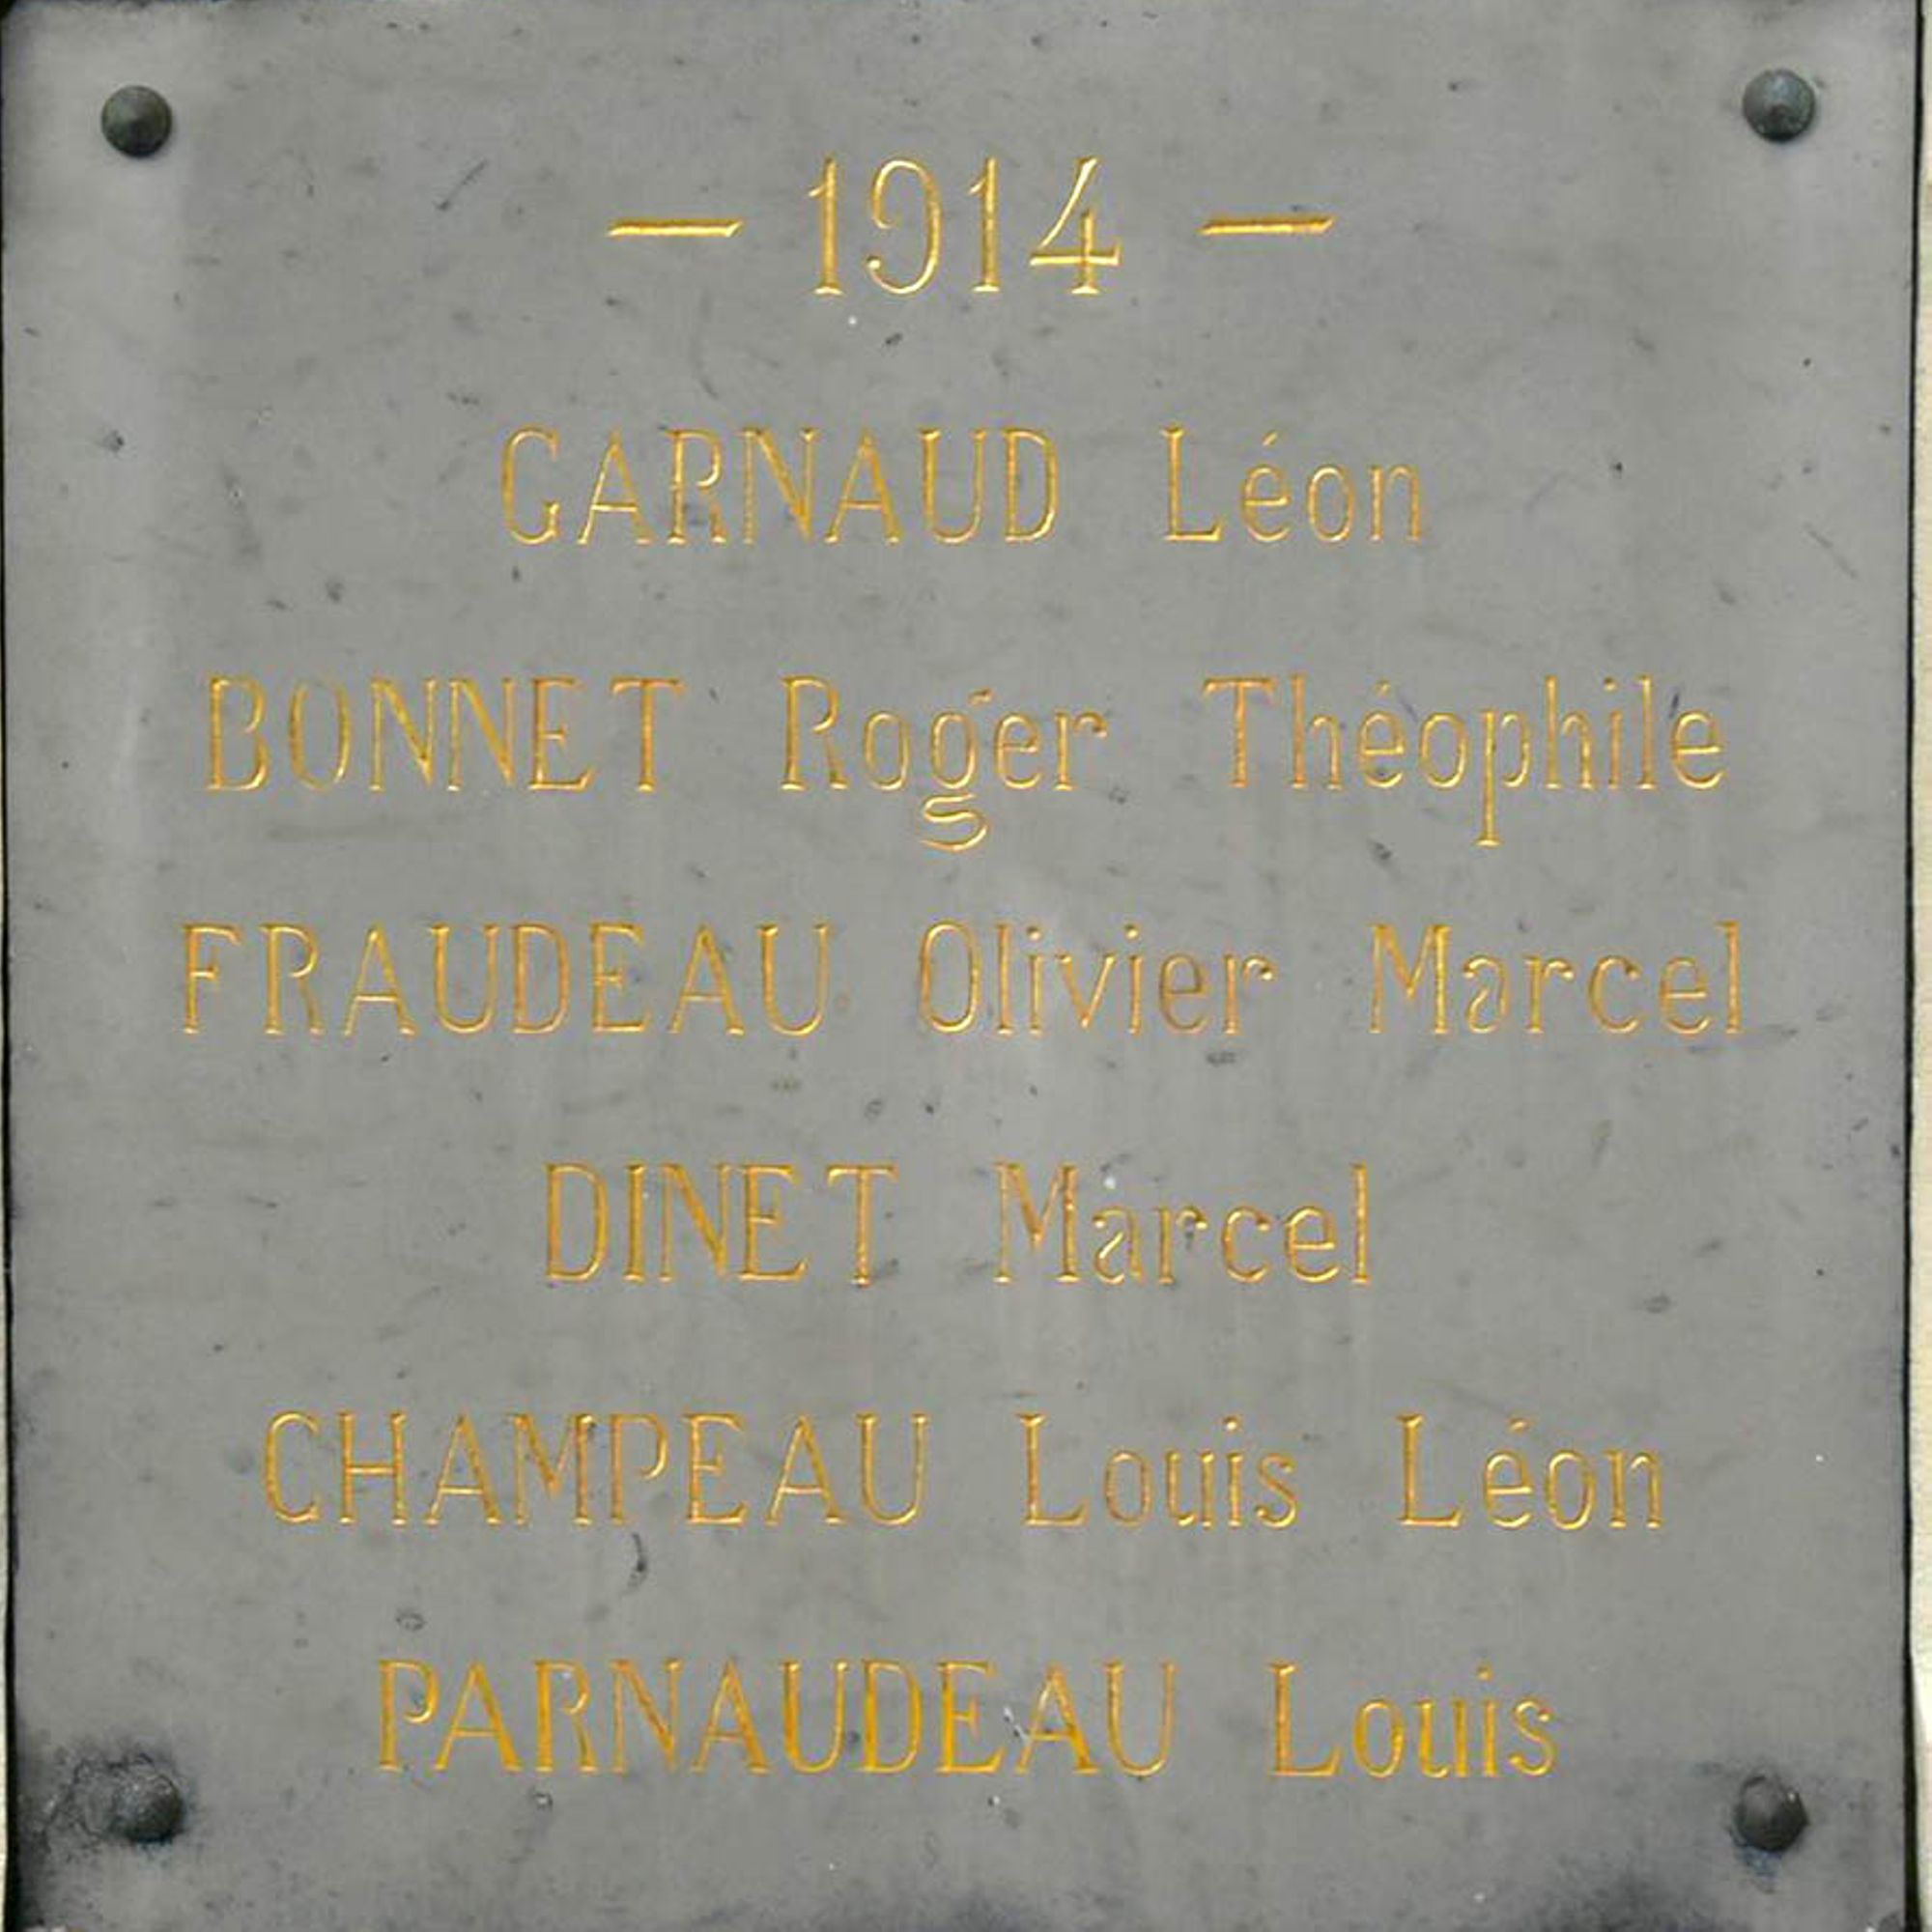 — 1914 —
GARNAUD Léon
BONNET Roger Théophile
FRAUDEAU Olivier Marcel
DINET Marcel
CHAMPEAU Louis Léon
PARNAUDEAU Louis